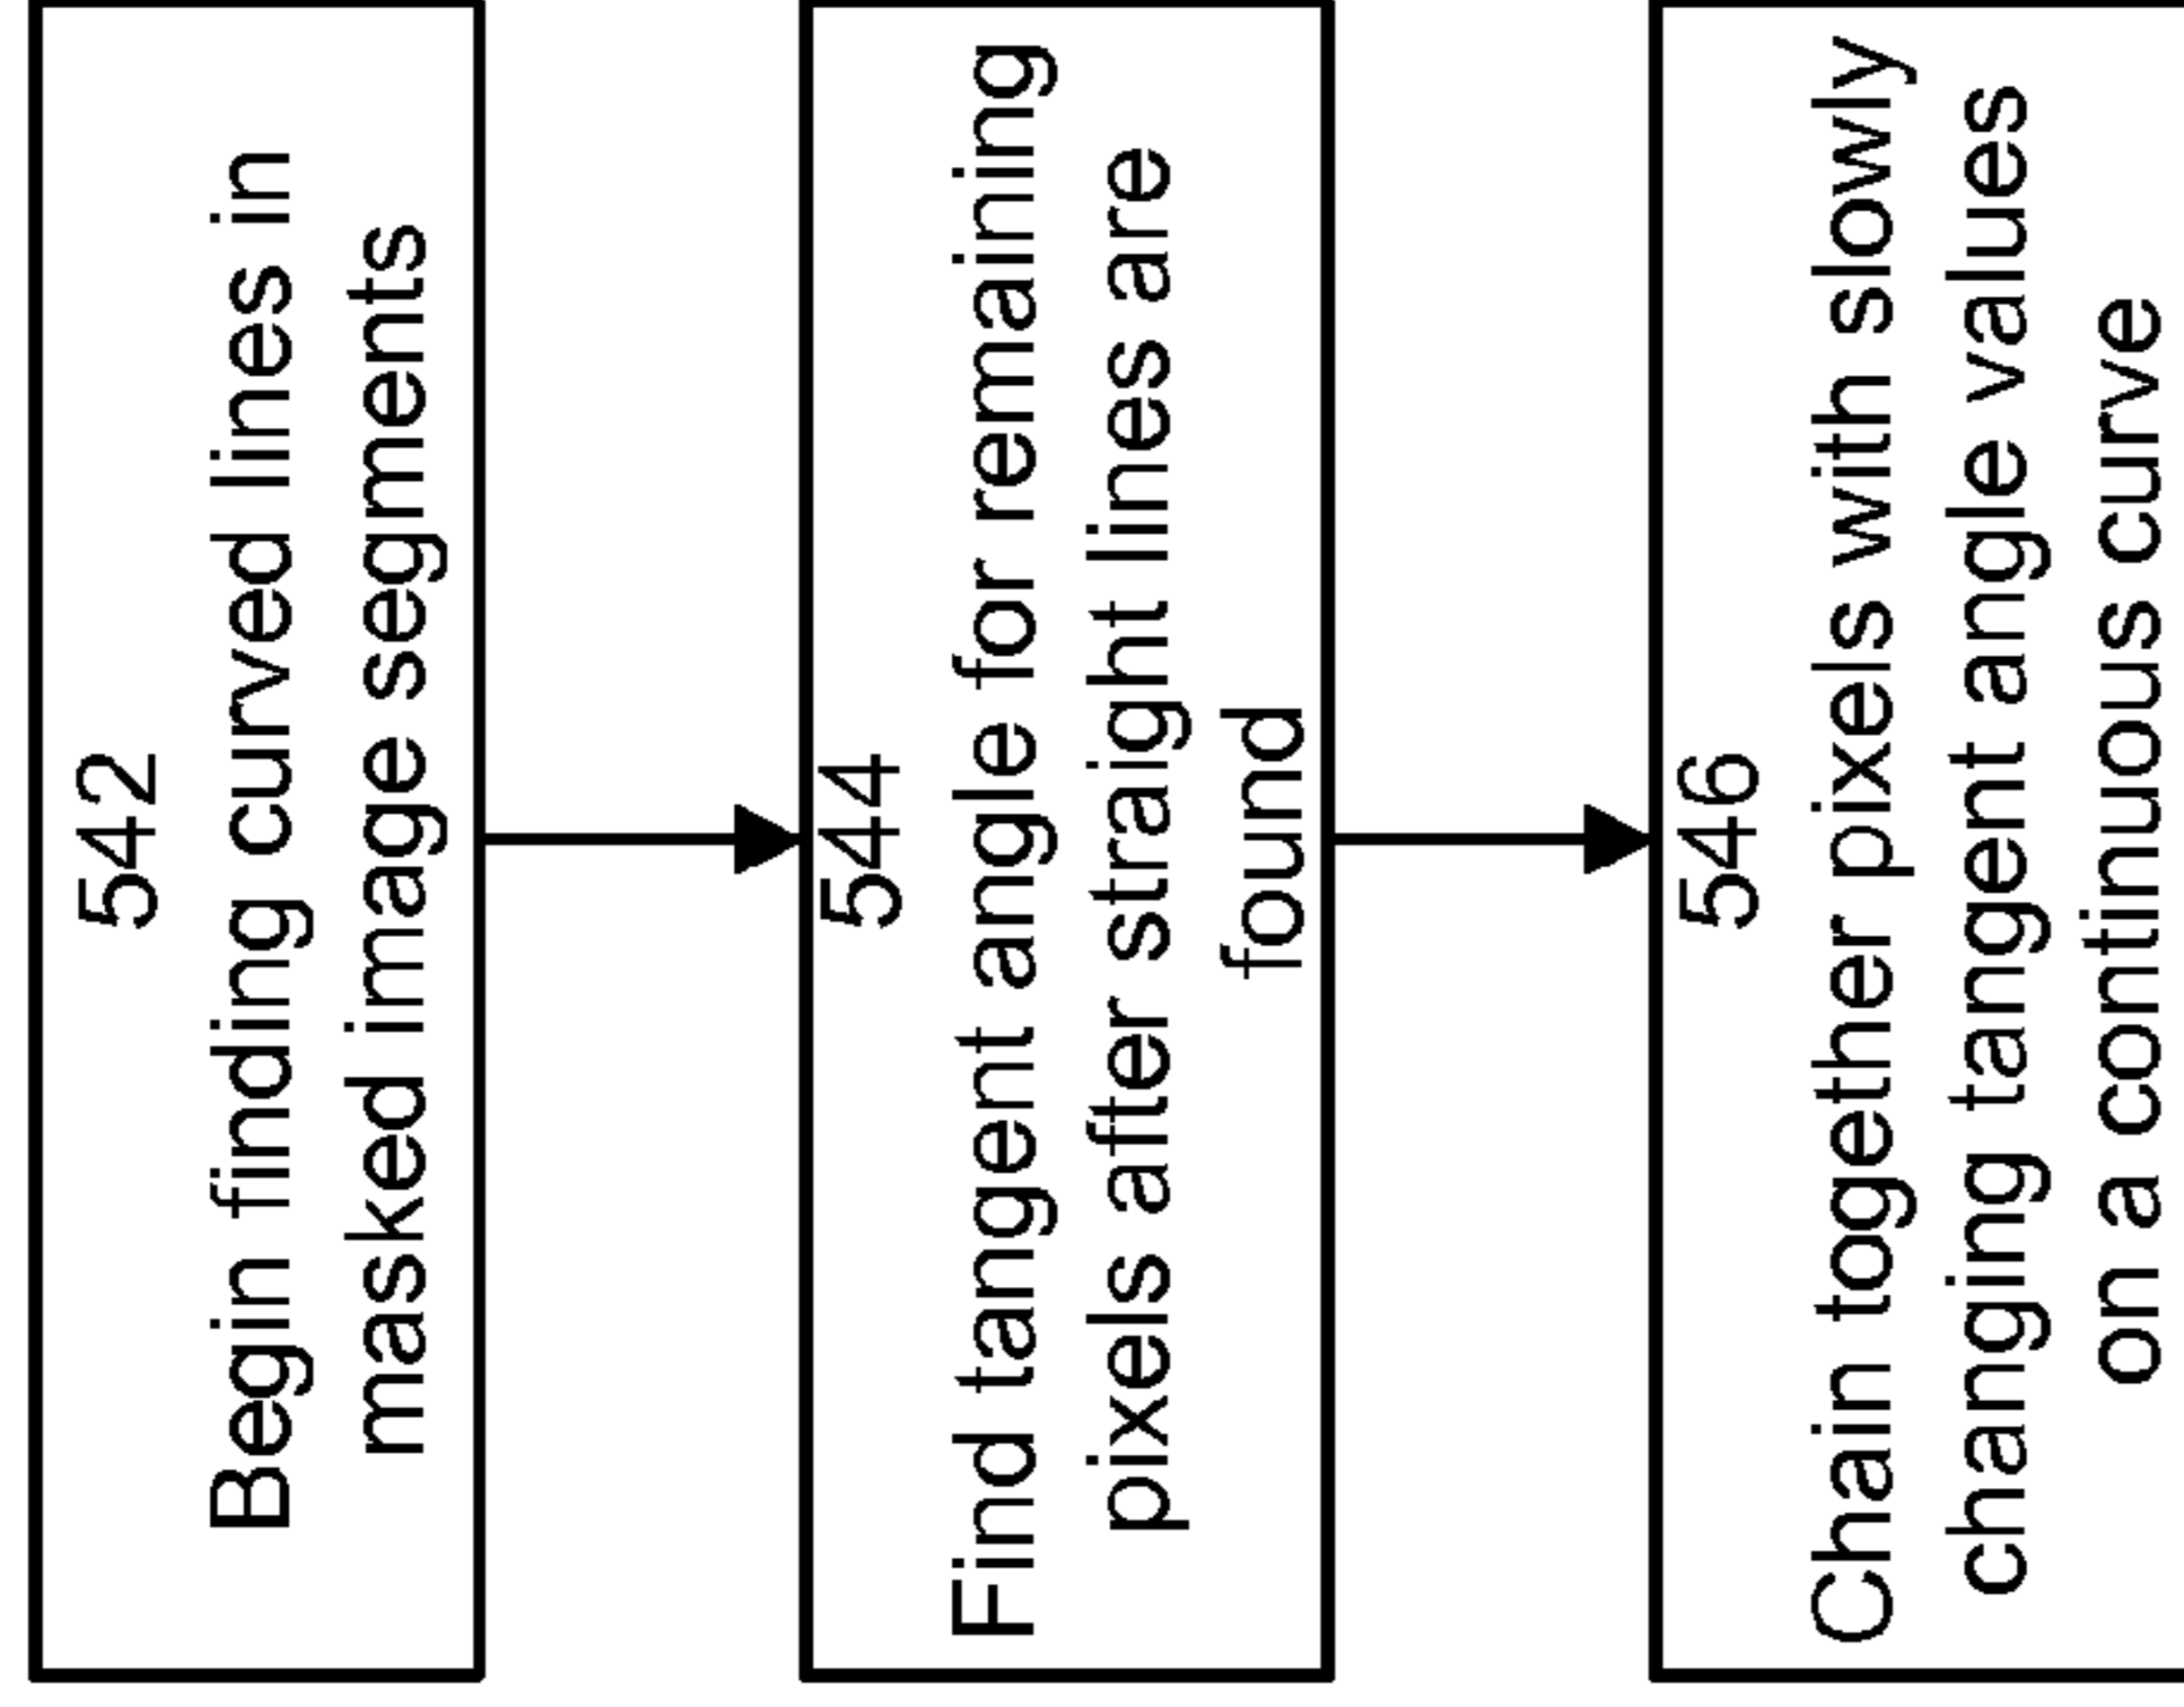 542
Begin finding curved lines in
masked image segments
544
Find tangent angle for remaining
pixels after straight lines are
found
546
Chain together pixels with slowly
changing tangent angle values
on a continuous curve